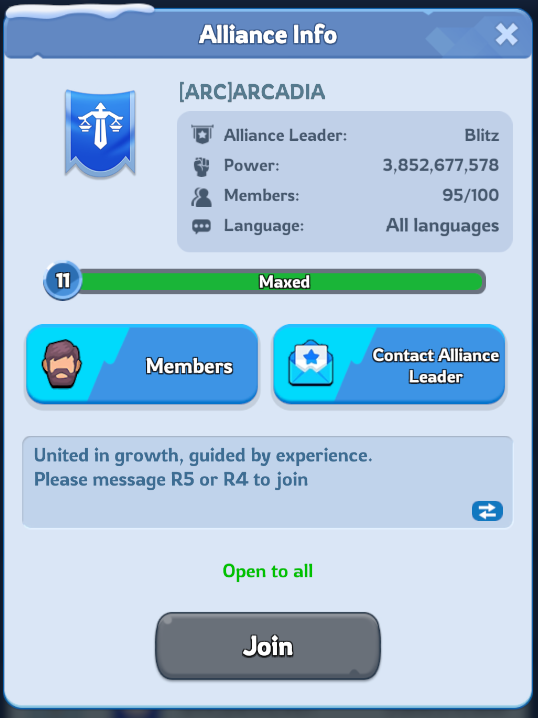 Alliance Info
[ARC]ARCADIA
Alliance Leader: Blitz
Power: 3,852,677,578
Members: 95/100
Language: All languages
11 Maxed
Members
Contact Alliance
Leader
United in growth, guided by experience.
Please message R5 or R4 to join
Open to all
Join